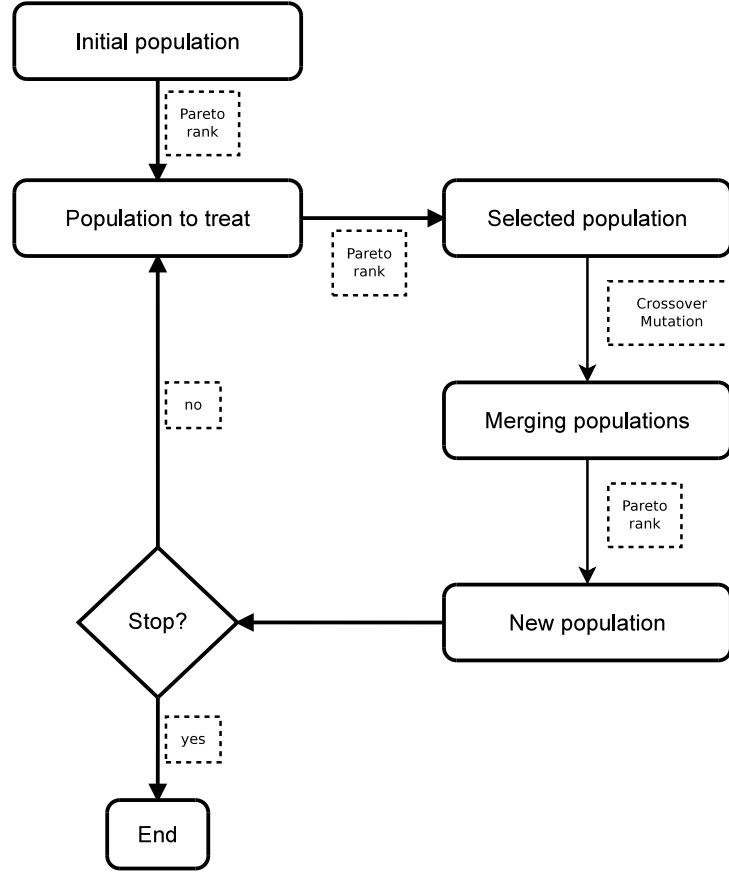 Initial population
Pareto
rank
Population to treat
Pareto
rank
Selected population
Crossover
Mutation
Merging populations
no
Pareto
rank
Stop?
New population
yes
End